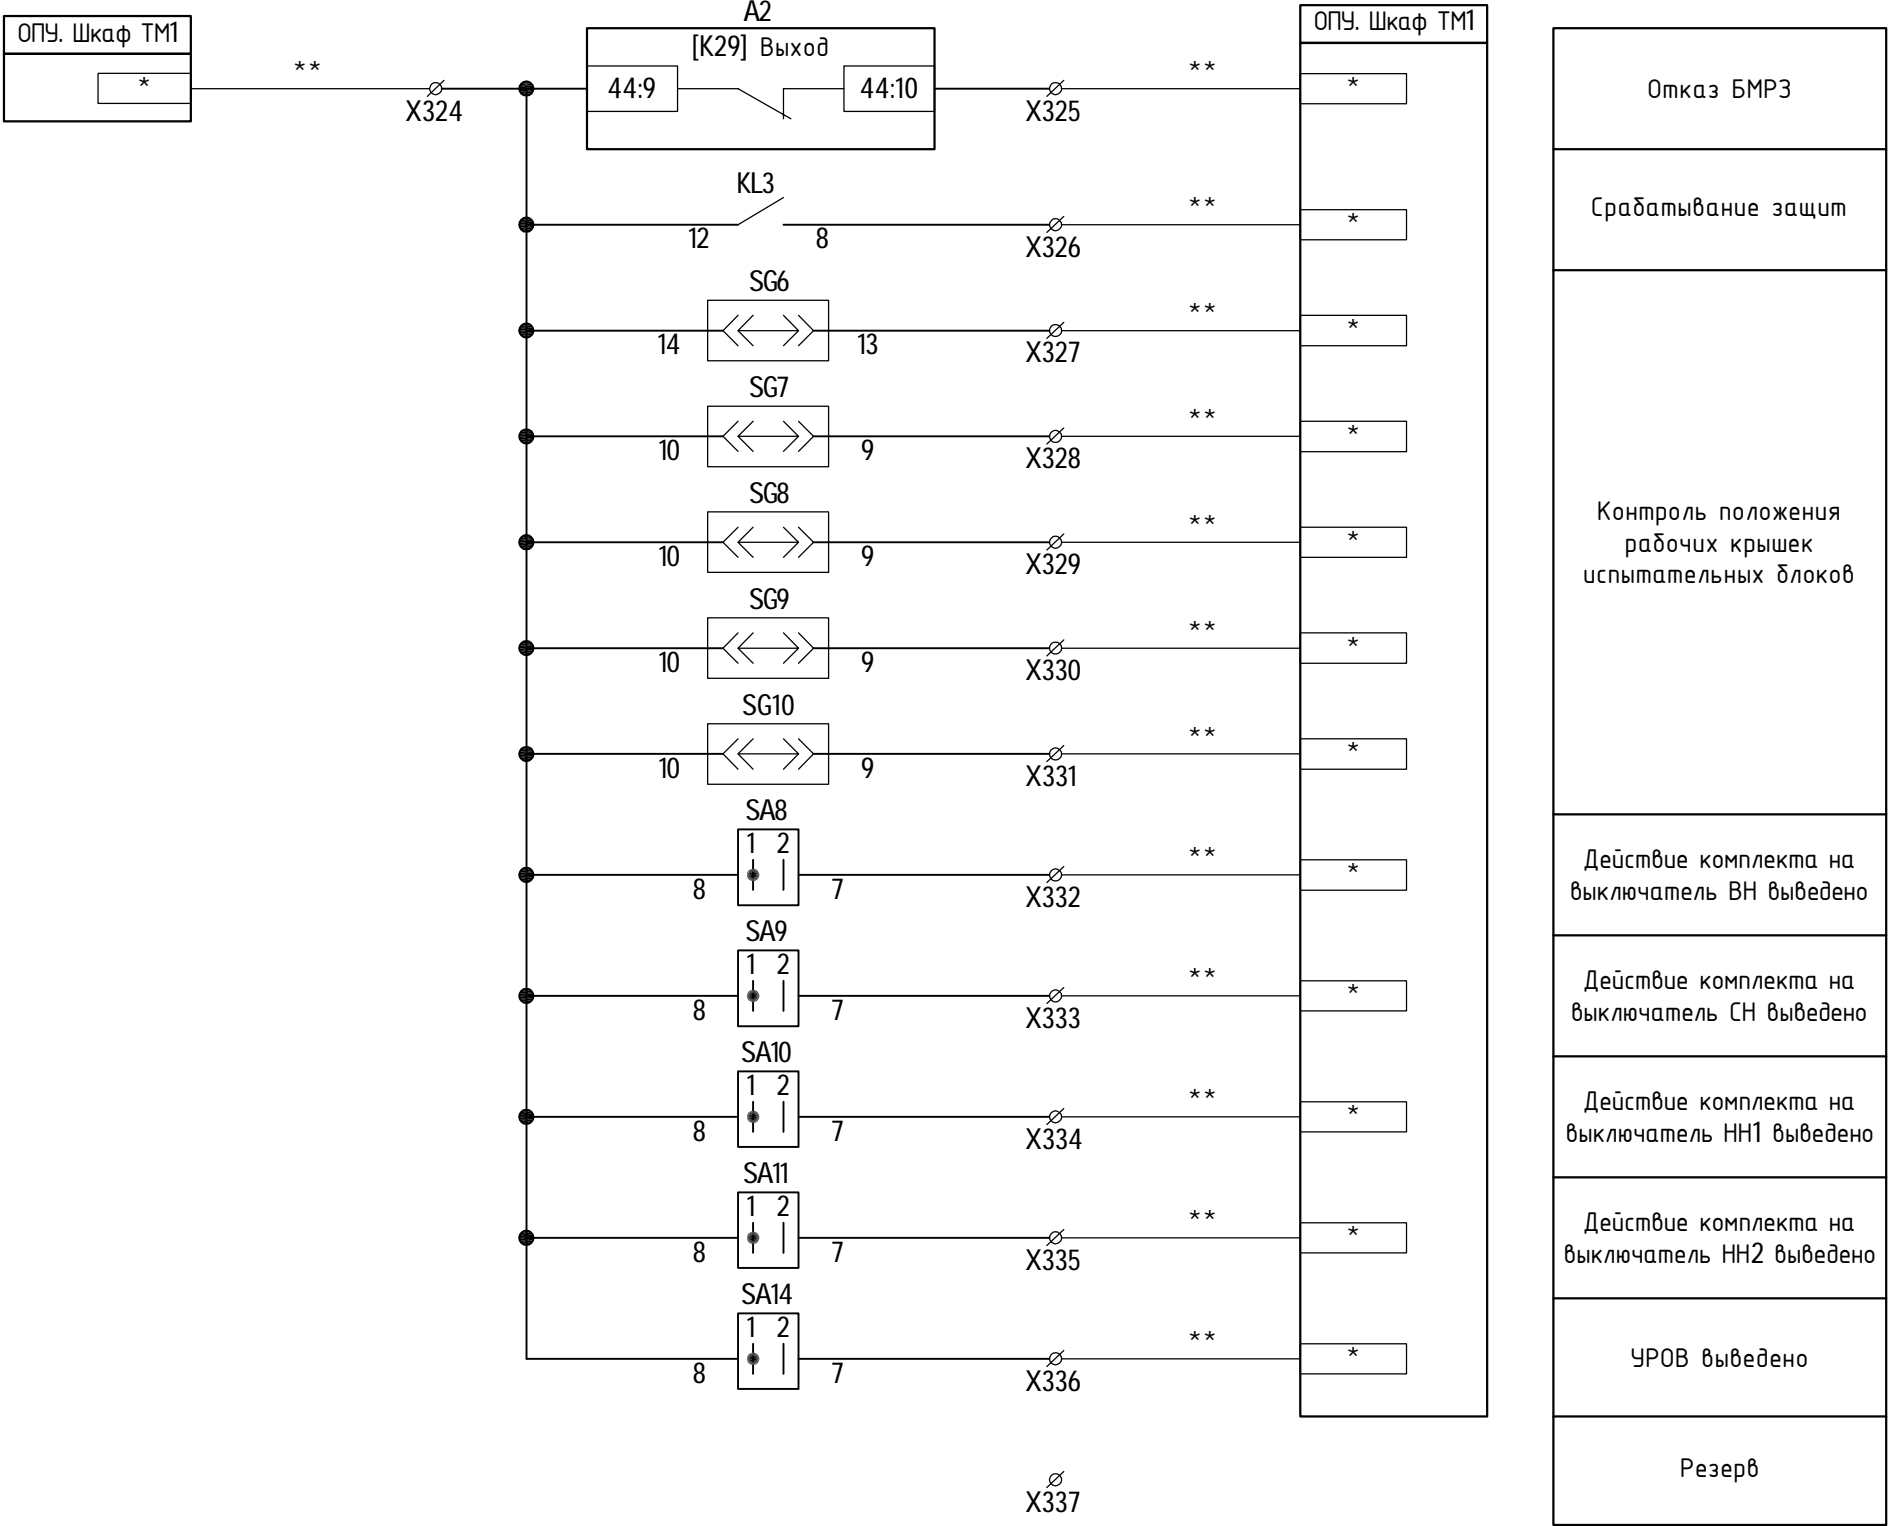 ОПУ. Шкаф ТМ1
*
**
X324
A2
[K29] Выход
44:9
44:10
X325
**
ОПУ. Шкаф ТМ1
*
Отказ БМРЗ
KL3
12
8
X326
**
*
Срабатывание защит
SG6
14
13
X327
**
*
SG7
10
9
X328
**
*
SG8
10
9
X329
**
*
Контроль положения
рабочих крышек
испытательных блоков
SG9
10
9
X330
**
*
SG10
10
9
X331
**
*
SA8
1 2
8
7
X332
**
*
Действие комплекта на
выключатель ВН выведено
SA9
1 2
8
7
X333
**
*
Действие комплекта на
выключатель СН выведено
SA10
1 2
8
7
X334
**
*
Действие комплекта на
выключатель НН1 выведено
SA11
1 2
8
7
X335
**
*
Действие комплекта на
выключатель НН2 выведено
SA14
1 2
8
7
X336
**
*
УРОВ выведено
X337
Резерв